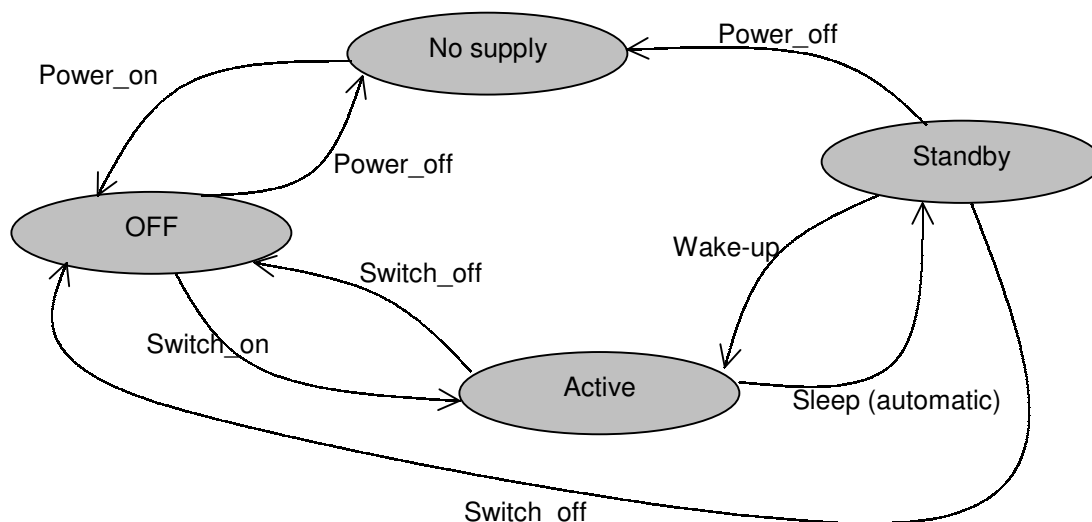 No supply
Power_off
Power_on
Standby
Power_off
OFF
Wake-up
Switch_off
Switch_on
Active
Sleep (automatic)
Switch_off